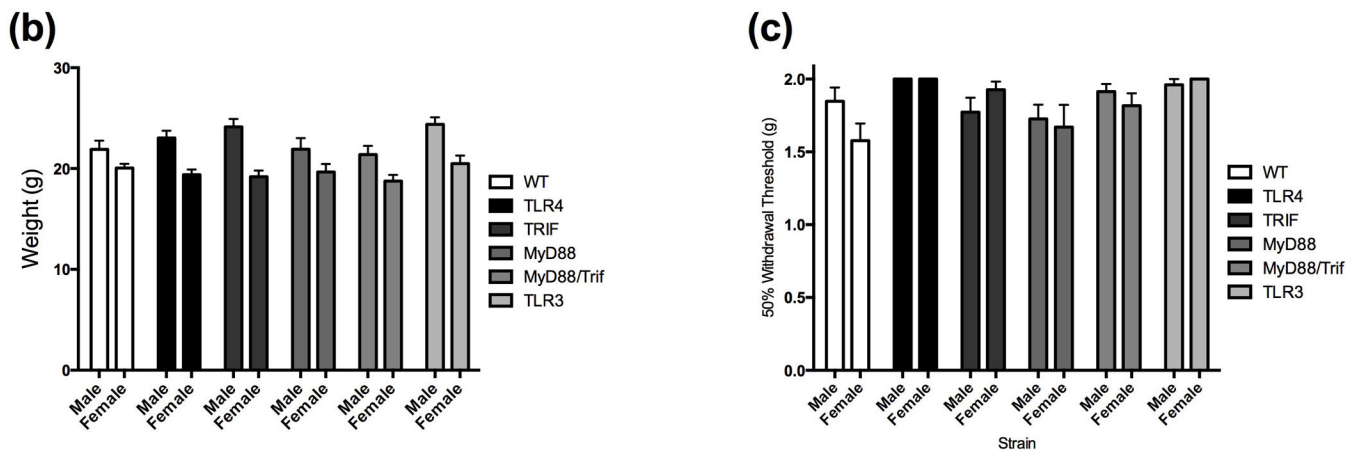 (b)
Weight (g)
30
20
10
0
Male
Female
Male
Female
Male
Female
Male
Female
Male
Female
Male
Female
WT
TLR4
TRIF
MyD88
MyD88/Trif
TLR3
(c)
50% Withdrawal Threshold (g)
2.0
1.5
1.0
0.5
0.0
Male
Female
Male
Female
Male
Female
Male
Female
Male
Female
Male
Female
Strain
WT
TLR4
TRIF
MyD88
MyD88/Trif
TLR3